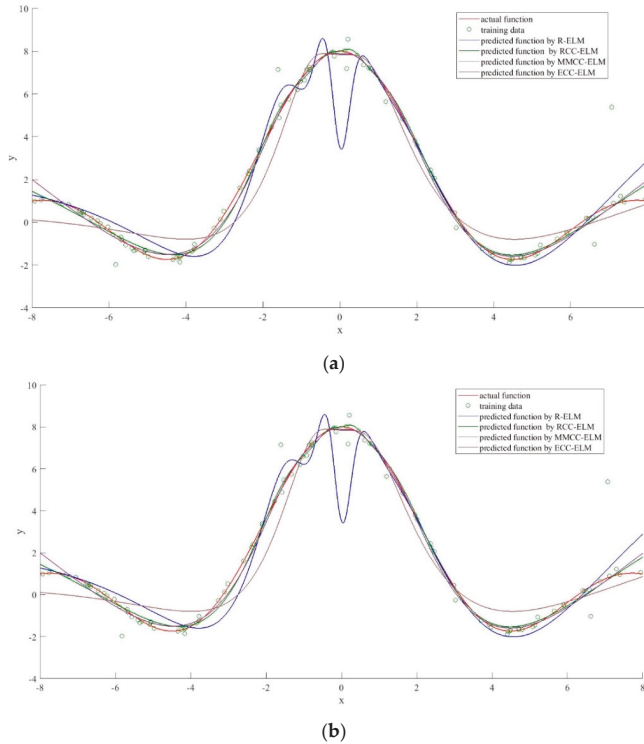 10
8
6
4
2
0
-2
-4
y
-8
-6
-4
-2
0
2
4
6
x
actual function
training data
predicted function by R-ELM
predicted function by RCC-ELM
predicted function by MMCC-ELM
predicted function by ECC-ELM
(a)
10
8
6
4
2
0
-2
-4
y
-8
-6
-4
-2
0
2
4
6
8
x
actual function
training data
predicted function by R-ELM
predicted function by RCC-ELM
predicted function by MMCC-ELM
predicted function by ECC-ELM
(b)